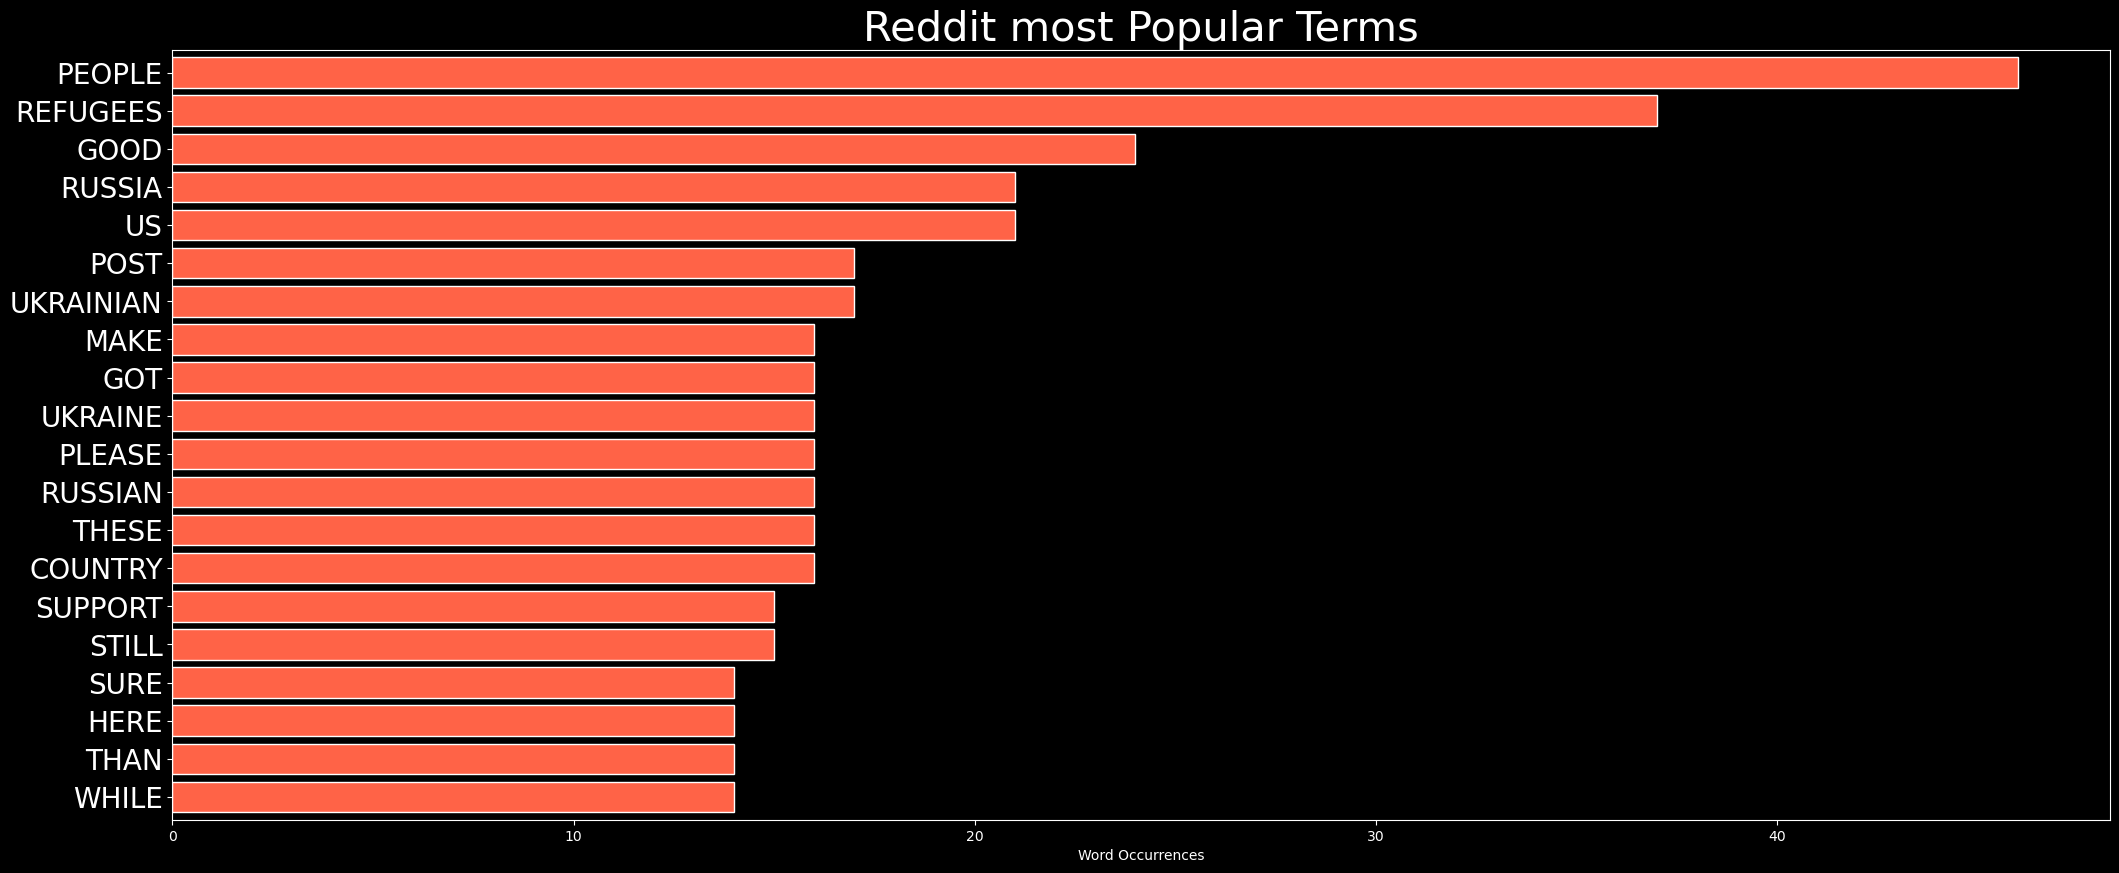 Reddit most Popular Terms
PEOPLE
REFUGEES
GOOD
RUSSIA
US
POST
UKRAINIAN
MAKE
GOT
UKRAINE
PLEASE
RUSSIAN
THESE
COUNTRY
SUPPORT
STILL
SURE
HERE
THAN
WHILE
0 10 20 30 40
Word Occurrences